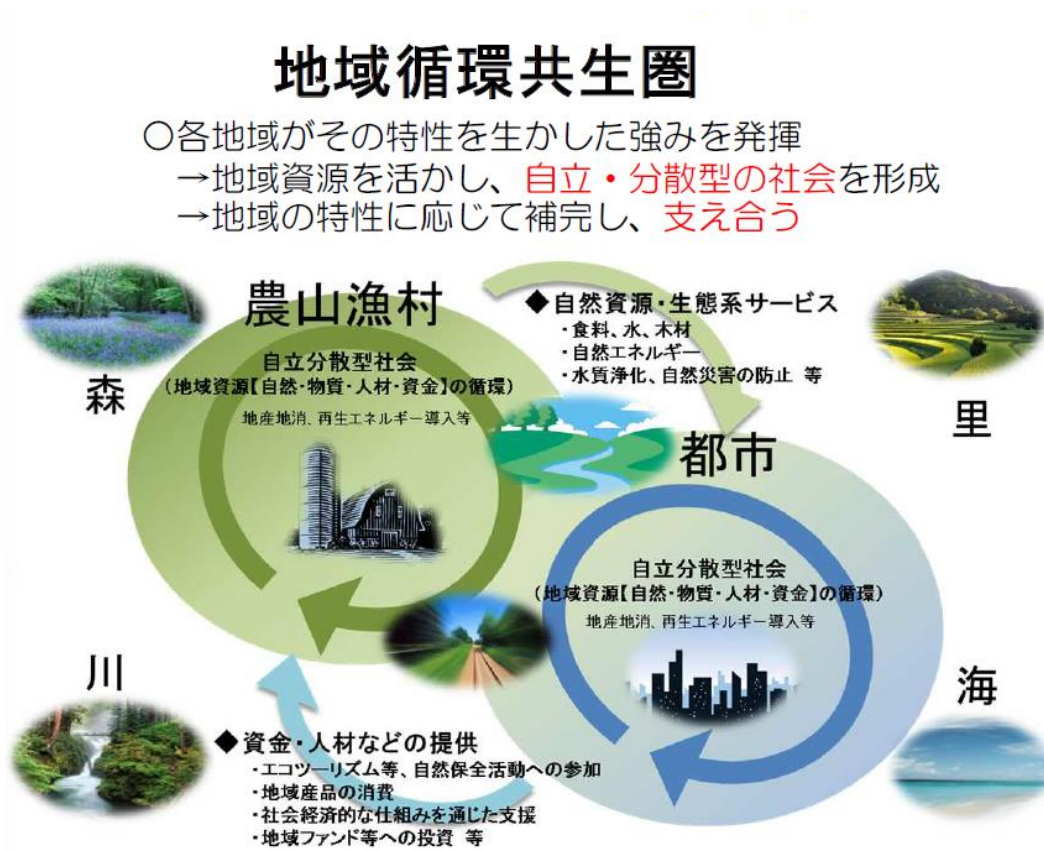 地域循環共生圏
○各地域がその特性を生かした強みを発揮
→地域資源を活かし、自立・分散型の社会を形成
→地域の特性に応じて補完し、支え合う
農山漁村
自立分散型社会
(地域資源【自然・物質・人材・資金】の循環)
地産地消、再生エネルギー導入等
◆自然資源・生態系サービス
・食料、水、木材
・自然エネルギー
・水質浄化、自然災害の防止 等
森
里
都市
自立分散型社会
(地域資源【自然・物質・人材・資金】の循環)
地産地消、再生エネルギー導入等
川
海
◆資金・人材などの提供
・エコツーリズム等、自然保全活動への参加
・地域産品の消費
・社会経済的な仕組みを通じた支援
・地域ファンド等への投資 等